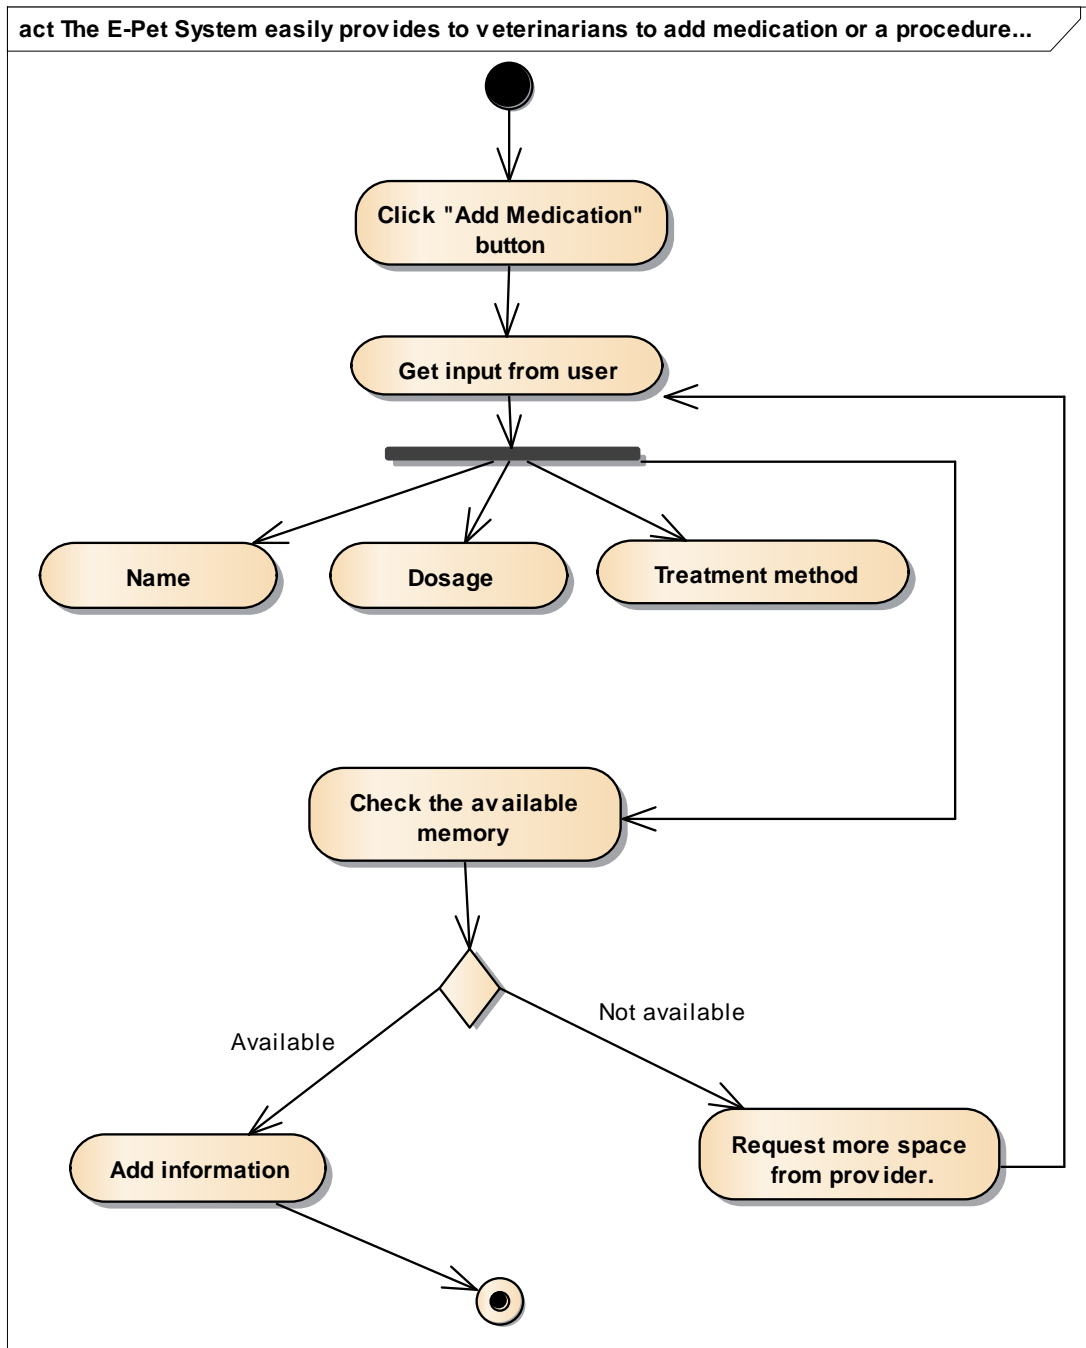 act The E-Pet System easily provides to veterinarians to add medication or a procedure...
Click "Add Medication"
button
Get input from user
Name
Dosage
Treatment method
Check the available
memory
Not available
Available
Request more space
from provider.
Add information